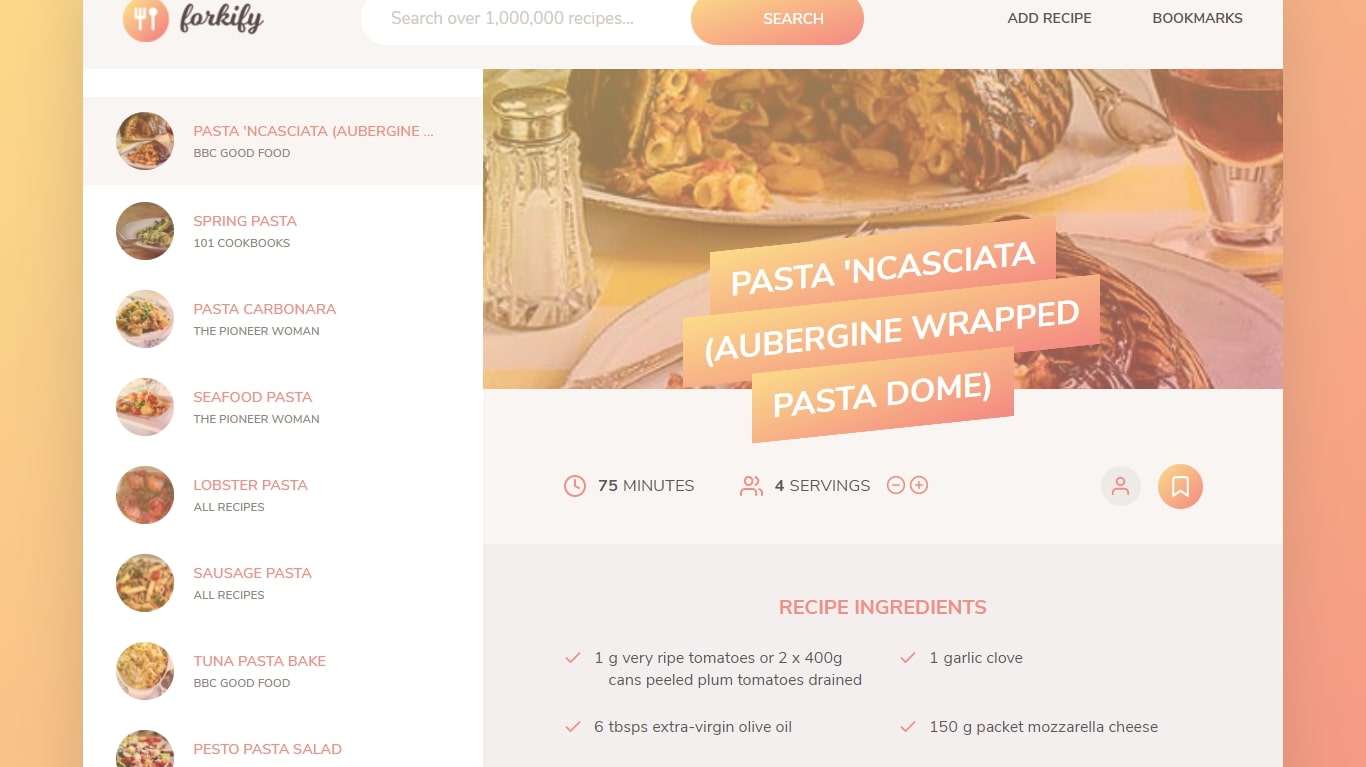 forkify
Search over 1,000,000 recipes...
SEARCH
ADD RECIPE
BOOKMARKS
PASTA 'NCASCIATA (AUBERGINE ...
BBC GOOD FOOD
SPRING PASTA
101 COOKBOOKS
PASTA CARBONARA
THE PIONEER WOMAN
SEAFOOD PASTA
THE PIONEER WOMAN
LOBSTER PASTA
ALL RECIPES
SAUSAGE PASTA
ALL RECIPES
TUNA PASTA BAKE
BBC GOOD FOOD
PESTO PASTA SALAD
PASTA 'NCASCIATA
(AUBERGINE WRAPPED
PASTA DOME)
75 MINUTES
4 SERVINGS
RECIPE INGREDIENTS
1 g very ripe tomatoes or 2 x 400g
cans peeled plum tomatoes drained
1 garlic clove
6 tbsps extra-virgin olive oil
150 g packet mozzarella cheese